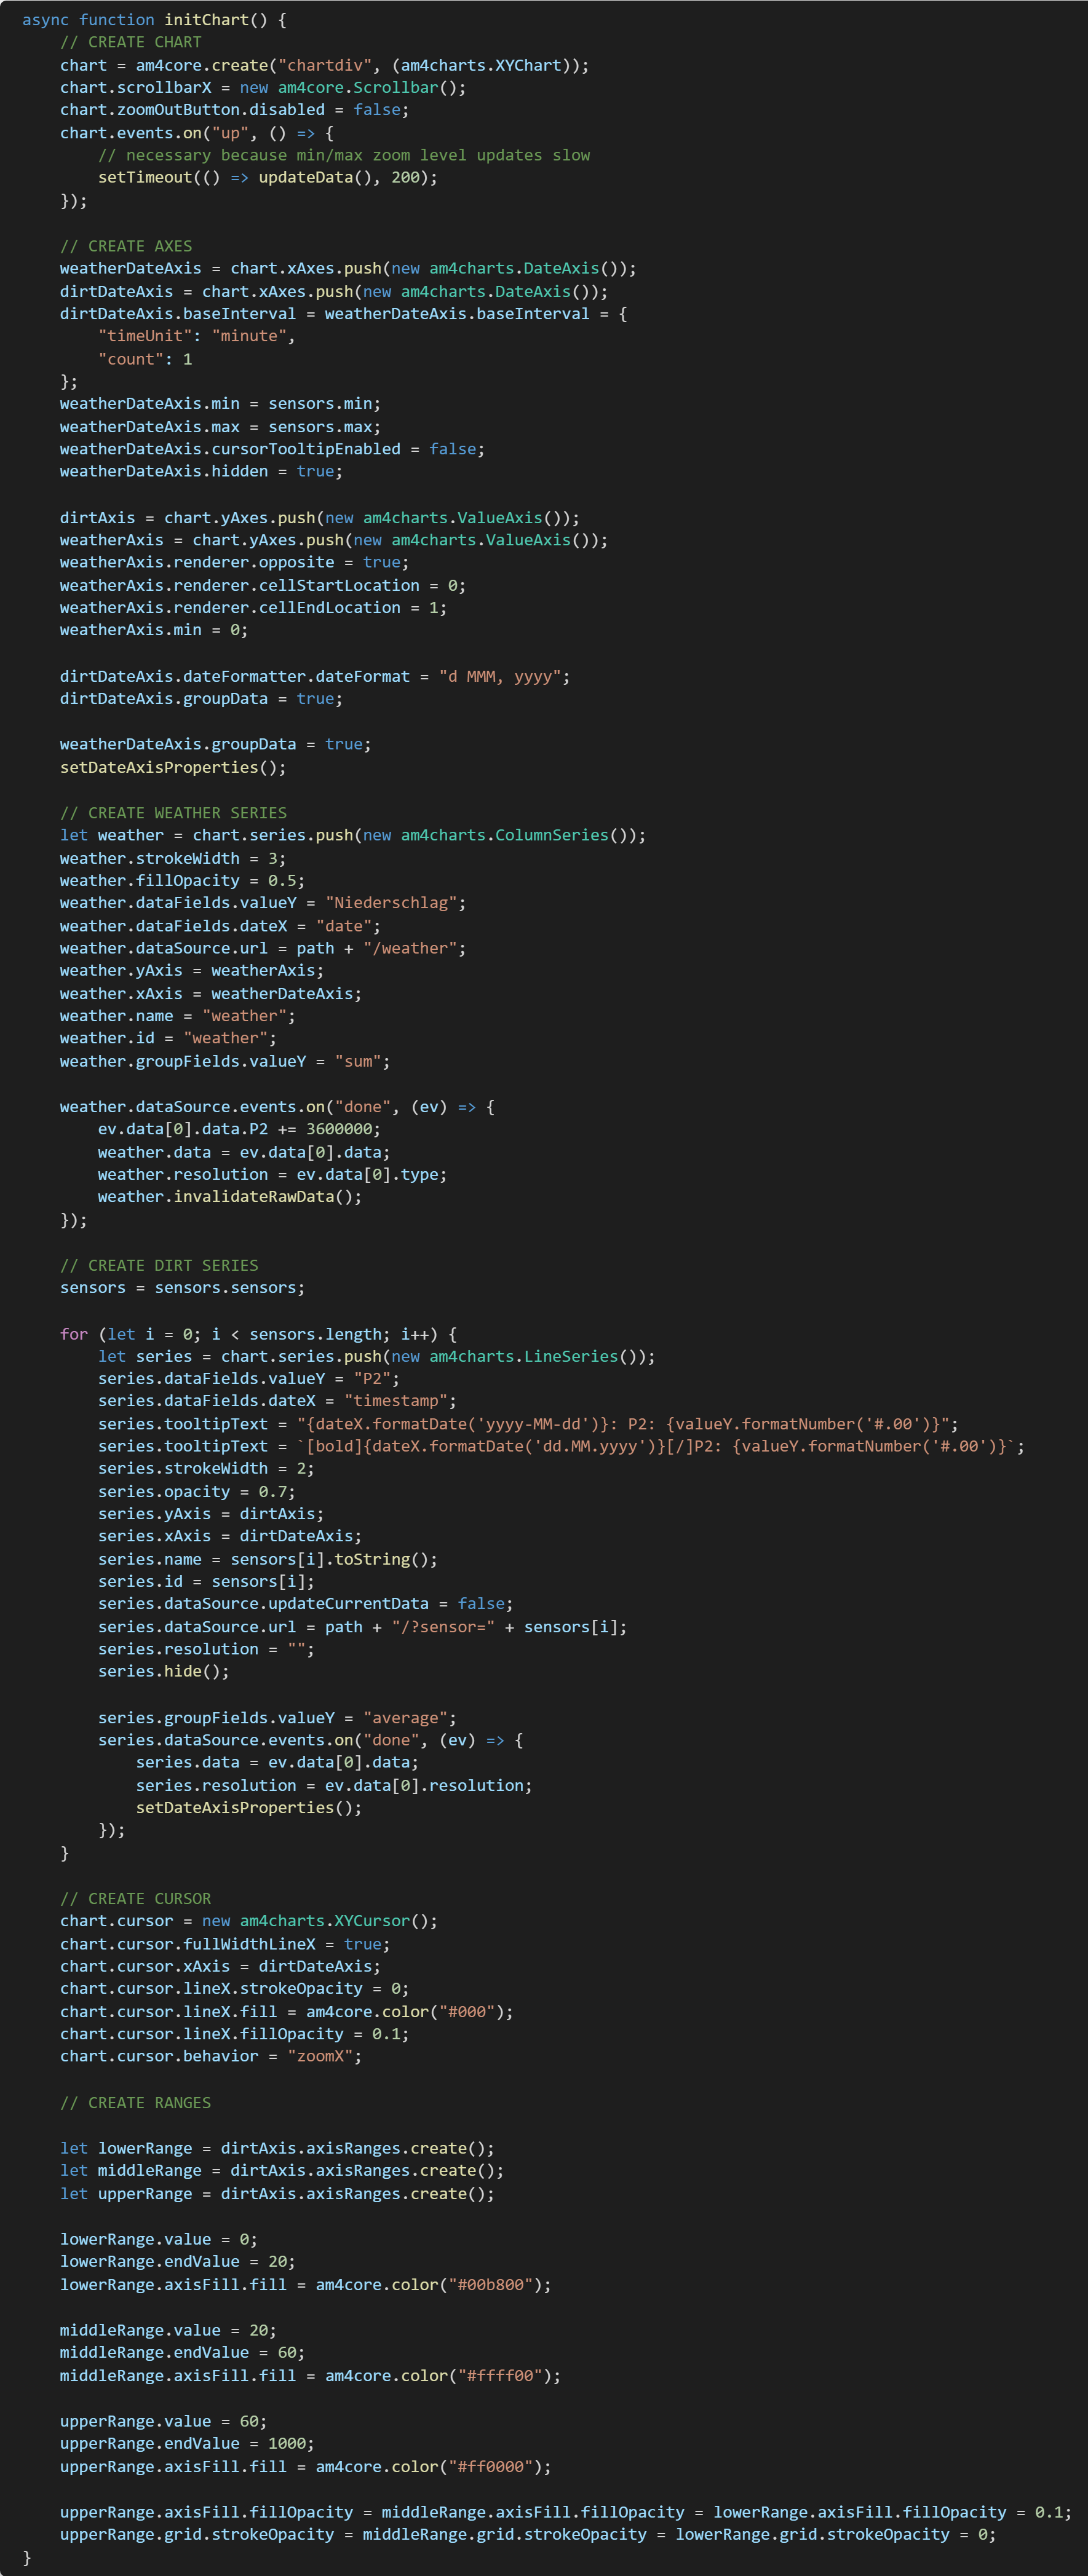 async function initChart() {
    // CREATE CHART
    chart = am4core.create("chartdiv", (am4charts.XYChart));
    chart.scrollbarX = new am4core.Scrollbar();
    chart.zoomOutButton.disabled = false;
    chart.events.on("up", () => {
        // necessary because min/max zoom level updates slow
        setTimeout(() => updateData(), 200);
    });

    // CREATE AXES
    weatherDateAxis = chart.xAxes.push(new am4charts.DateAxis());
    dirtDateAxis = chart.xAxes.push(new am4charts.DateAxis());
    dirtDateAxis.baseInterval = weatherDateAxis.baseInterval = {
        "timeUnit": "minute",
        "count": 1
    };
    weatherDateAxis.min = sensors.min;
    weatherDateAxis.max = sensors.max;
    weatherDateAxis.cursorTooltipEnabled = false;
    weatherDateAxis.hidden = true;

    dirtAxis = chart.yAxes.push(new am4charts.ValueAxis());
    weatherAxis = chart.yAxes.push(new am4charts.ValueAxis());
    weatherAxis.renderer.opposite = true;
    weatherAxis.renderer.cellStartLocation = 0;
    weatherAxis.renderer.cellEndLocation = 1;
    weatherAxis.min = 0;

    dirtDateAxis.dateFormatter.dateFormat = "d MMM, yyyy";
    dirtDateAxis.groupData = true;

    weatherDateAxis.groupData = true;
    setDateAxisProperties();

    // CREATE WEATHER SERIES
    let weather = chart.series.push(new am4charts.ColumnSeries());
    weather.strokeWidth = 3;
    weather.fillOpacity = 0.5;
    weather.dataFields.valueY = "Niederschlag";
    weather.dataFields.dateX = "date";
    weather.dataSource.url = path + "/weather";
    weather.yAxis = weatherAxis;
    weather.xAxis = weatherDateAxis;
    weather.name = "weather";
    weather.id = "weather";
    weather.groupFields.valueY = "sum";

    weather.dataSource.events.on("done", (ev) => {
        ev.data[0].data.P2 += 3600000;
        weather.data = ev.data[0].data;
        weather.resolution = ev.data[0].type;
        weather.invalidateRawData();
    });

    // CREATE DIRT SERIES
    sensors = sensors.sensors;

    for (let i = 0; i < sensors.length; i++) {
        let series = chart.series.push(new am4charts.LineSeries());
        series.dataFields.valueY = "P2";
        series.dataFields.dateX = "timestamp";
        series.tooltipText = "{dateX.formatDate('yyyy-MM-dd')}: P2: {valueY.formatNumber('#.00')}";
        series.tooltipText = `[bold]{dateX.formatDate('dd.MM.yyyy')}[/]P2: {valueY.formatNumber('#.00')}`;
        series.strokeWidth = 2;
        series.opacity = 0.7;
        series.yAxis = dirtAxis;
        series.xAxis = dirtDateAxis;
        series.name = sensors[i].toString();
        series.id = sensors[i];
        series.dataSource.updateCurrentData = false;
        series.dataSource.url = path + "/?sensor=" + sensors[i];
        series.resolution = "";
        series.hide();

        series.groupFields.valueY = "average";
        series.dataSource.events.on("done", (ev) => {
            series.data = ev.data[0].data;
            series.resolution = ev.data[0].resolution;
            setDateAxisProperties();
        });
    }

    // CREATE CURSOR
    chart.cursor = new am4charts.XYCursor();
    chart.cursor.fullWidthLineX = true;
    chart.cursor.xAxis = dirtDateAxis;
    chart.cursor.lineX.strokeOpacity = 0;
    chart.cursor.lineX.fill = am4core.color("#000");
    chart.cursor.lineX.fillOpacity = 0.1;
    chart.cursor.behavior = "zoomX";

    // CREATE RANGES

    let lowerRange = dirtAxis.axisRanges.create();
    let middleRange = dirtAxis.axisRanges.create();
    let upperRange = dirtAxis.axisRanges.create();

    lowerRange.value = 0;
    lowerRange.endValue = 20;
    lowerRange.axisFill.fill = am4core.color("#00b800");

    middleRange.value = 20;
    middleRange.endValue = 60;
    middleRange.axisFill.fill = am4core.color("#ffff00");

    upperRange.value = 60;
    upperRange.endValue = 1000;
    upperRange.axisFill.fill = am4core.color("#ff0000");

    upperRange.axisFill.fillOpacity = middleRange.axisFill.fillOpacity = lowerRange.axisFill.fillOpacity = 0.1;
    upperRange.grid.strokeOpacity = middleRange.grid.strokeOpacity = lowerRange.grid.strokeOpacity = 0;
}